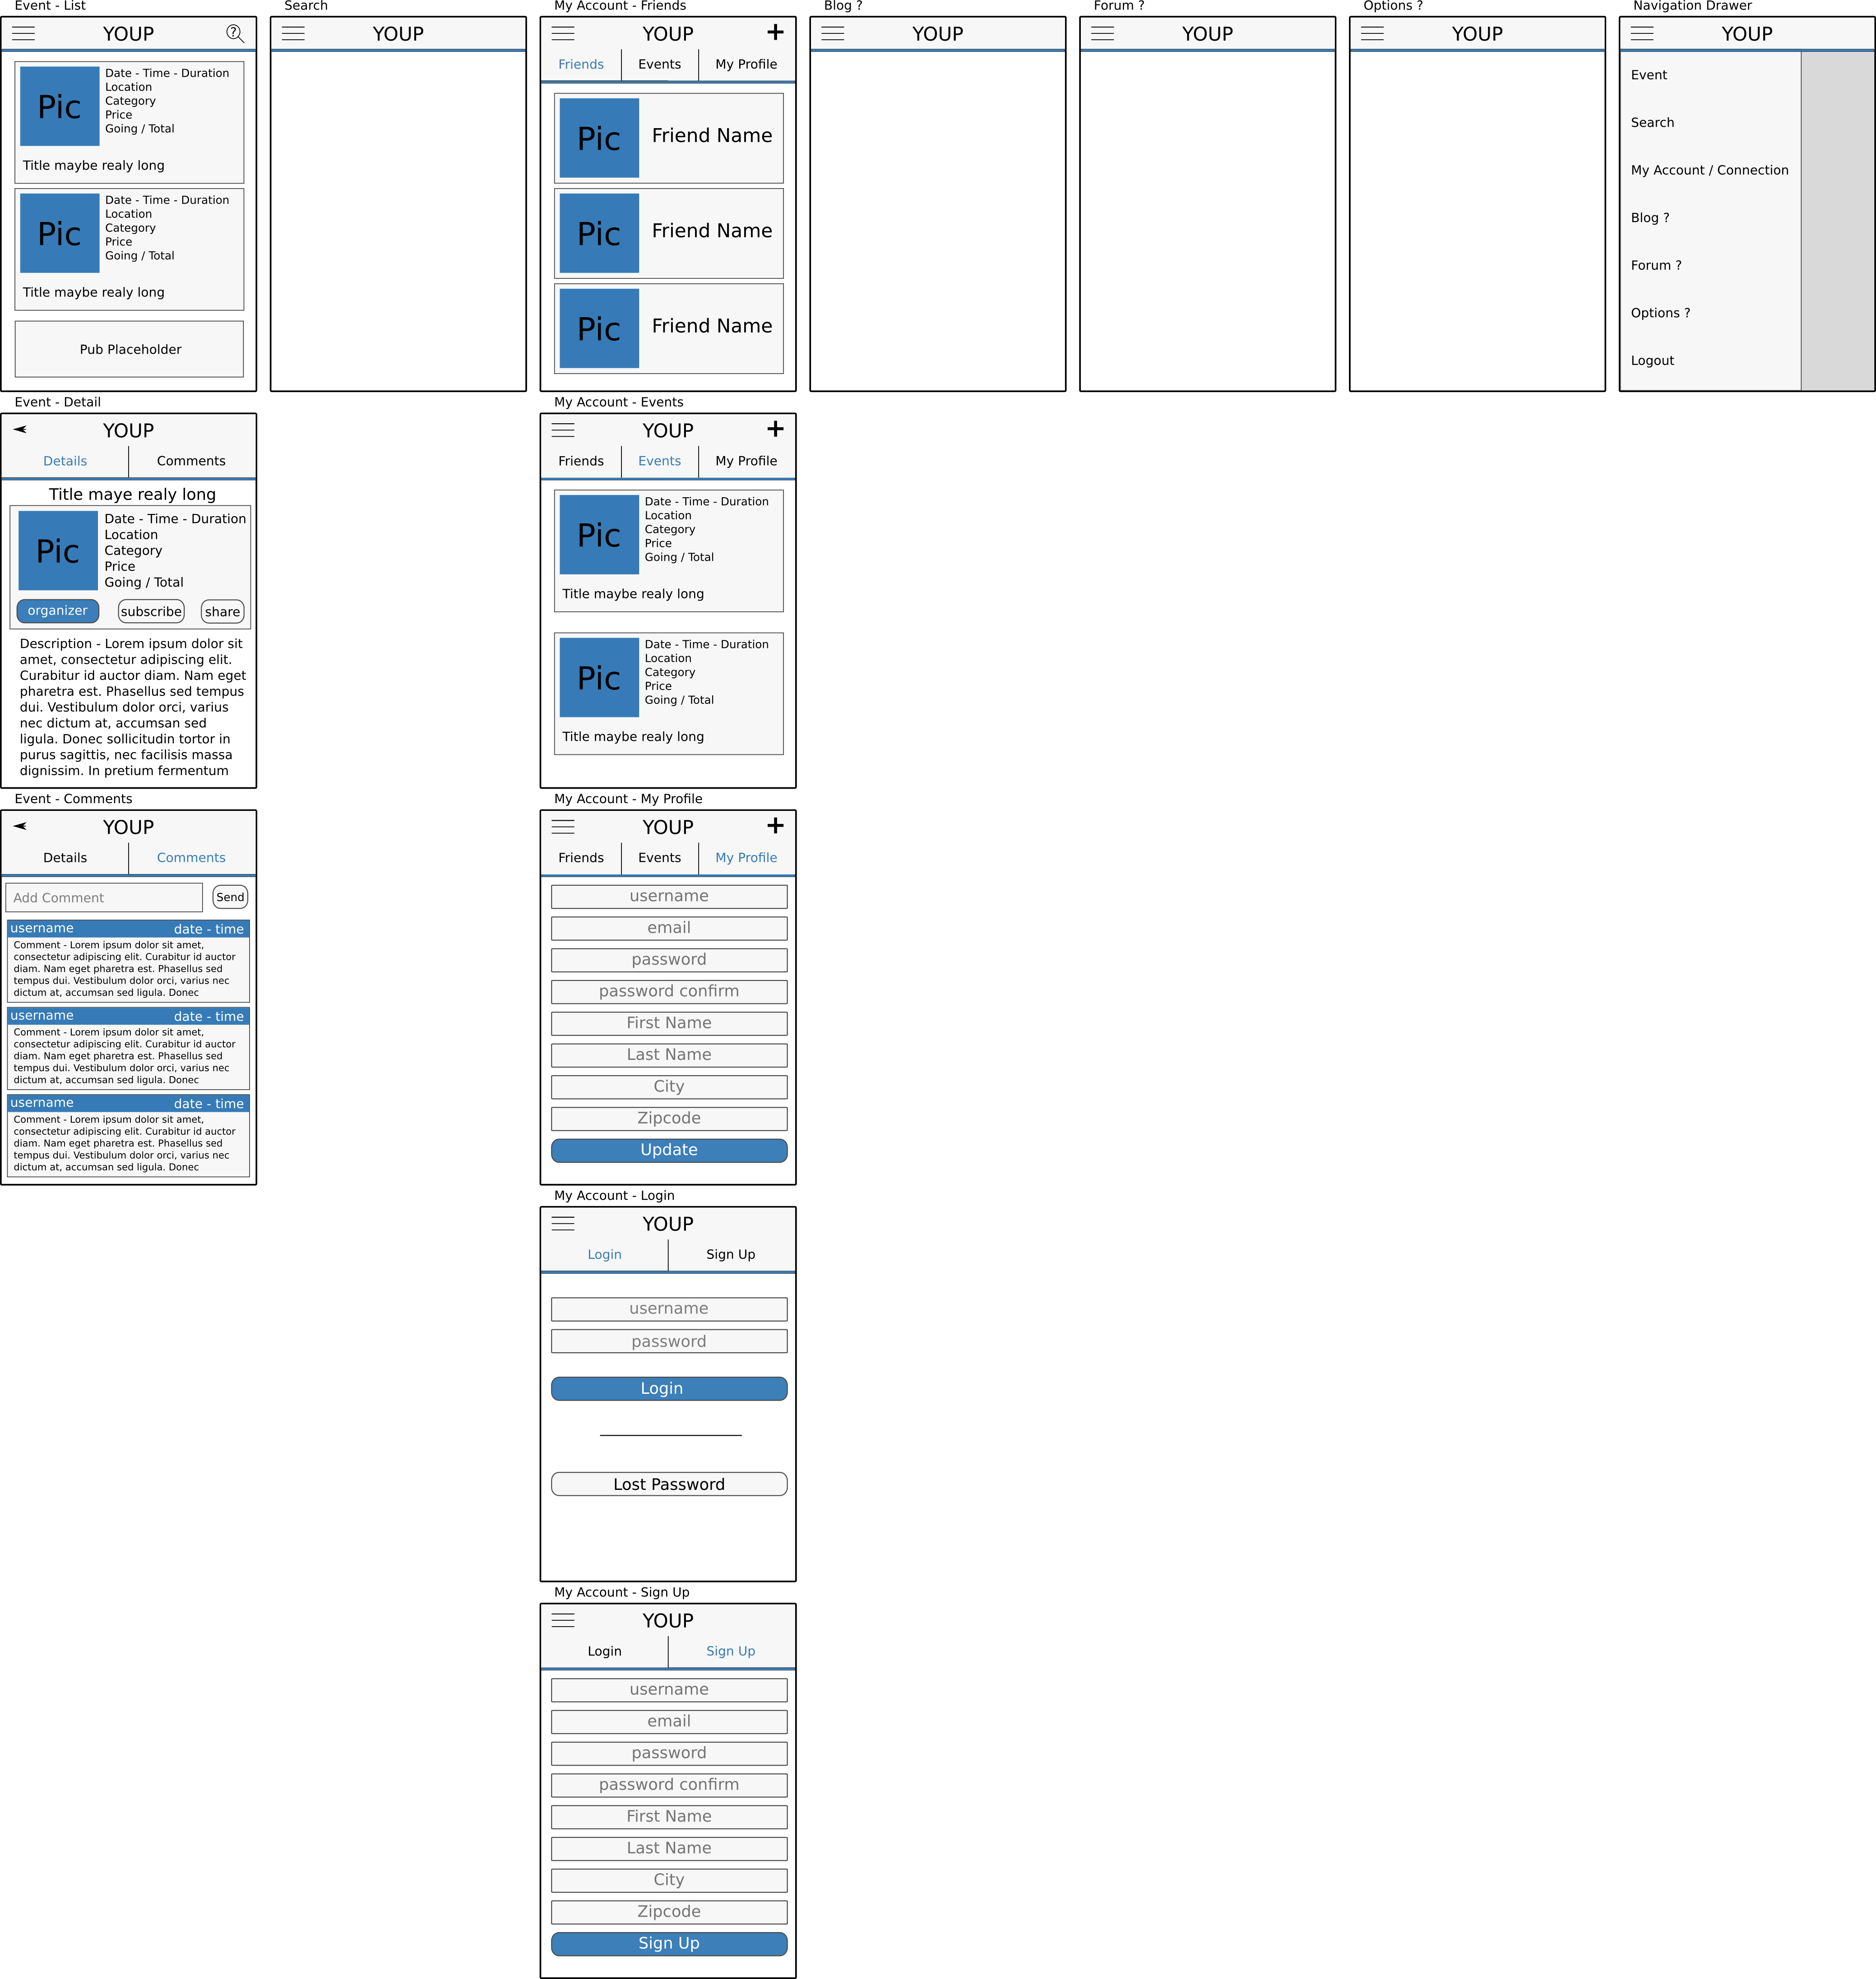 Event - List
YOUP
?
Date - Time - Duration
Location
Category
Price
Going / Total
Pic
Title maybe realy long
Date - Time - Duration
Location
Category
Price
Going / Total
Pic
Title maybe realy long
Pub Placeholder
Search
YOUP
My Account - Friends
YOUP
+
Friends
Events
My Profile
Pic
Friend Name
Pic
Friend Name
Pic
Friend Name
Blog ?
YOUP
Forum ?
YOUP
Options ?
YOUP
Navigation Drawer
YOUP
Event
Search
My Account / Connection
Blog ?
Forum ?
Options ?
Logout
Event - Detail
YOUP
Details
Comments
Title maye realy long
Pic
Date - Time - Duration
Location
Category
Price
Going / Total
organizer
subscribe
share
Description - Lorem ipsum dolor sit
amet, consectetur adipiscing elit.
Curabitur id auctor diam. Nam eget
pharetra est. Phasellus sed tempus
dui. Vestibulum dolor orci, varius
nec dictum at, accumsan sed
ligula. Donec sollicitudin tortor in
purus sagittis, nec facilisis massa
dignissim. In pretium fermentum
My Account - Events
YOUP
+
Friends
Events
My Profile
Pic
Date - Time - Duration
Location
Category
Price
Going / Total
Title maybe realy long
Pic
Date - Time - Duration
Location
Category
Price
Going / Total
Title maybe realy long
Event - Comments
YOUP
Details
Comments
Add Comment
Send
username
date - time
Comment - Lorem ipsum dolor sit amet,
consectetur adipiscing elit. Curabitur id auctor
diam. Nam eget pharetra est. Phasellus sed
tempus dui. Vestibulum dolor orci, varius nec
dictum at, accumsan sed ligula. Donec
username
date - time
Comment - Lorem ipsum dolor sit amet,
consectetur adipiscing elit. Curabitur id auctor
diam. Nam eget pharetra est. Phasellus sed
tempus dui. Vestibulum dolor orci, varius nec
dictum at, accumsan sed ligula. Donec
username
date - time
Comment - Lorem ipsum dolor sit amet,
consectetur adipiscing elit. Curabitur id auctor
diam. Nam eget pharetra est. Phasellus sed
tempus dui. Vestibulum dolor orci, varius nec
dictum at, accumsan sed ligula. Donec
My Account - My Profile
YOUP
+
Friends
Events
My Profile
username
email
password
password confirm
First Name
Last Name
City
Zipcode
Update
My Account - Login
YOUP
Login
Sign Up
username
password
Login
Lost Password
My Account - Sign Up
YOUP
Login
Sign Up
username
email
password
password confirm
First Name
Last Name
City
Zipcode
Sign Up